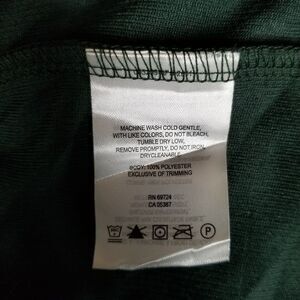 MACHINE WASH COLD GENTLE,
WITH LIKE COLORS, DO NOT BLEACH,
TUMBLE DRY LOW,
REMOVE PROMPTLY, DO NOT IRON,
DRYCLEANABLE.
BODY: 100% POLYESTER
EXCLUSIVE OF TRIMMING
RN 69724
CA 05387
P